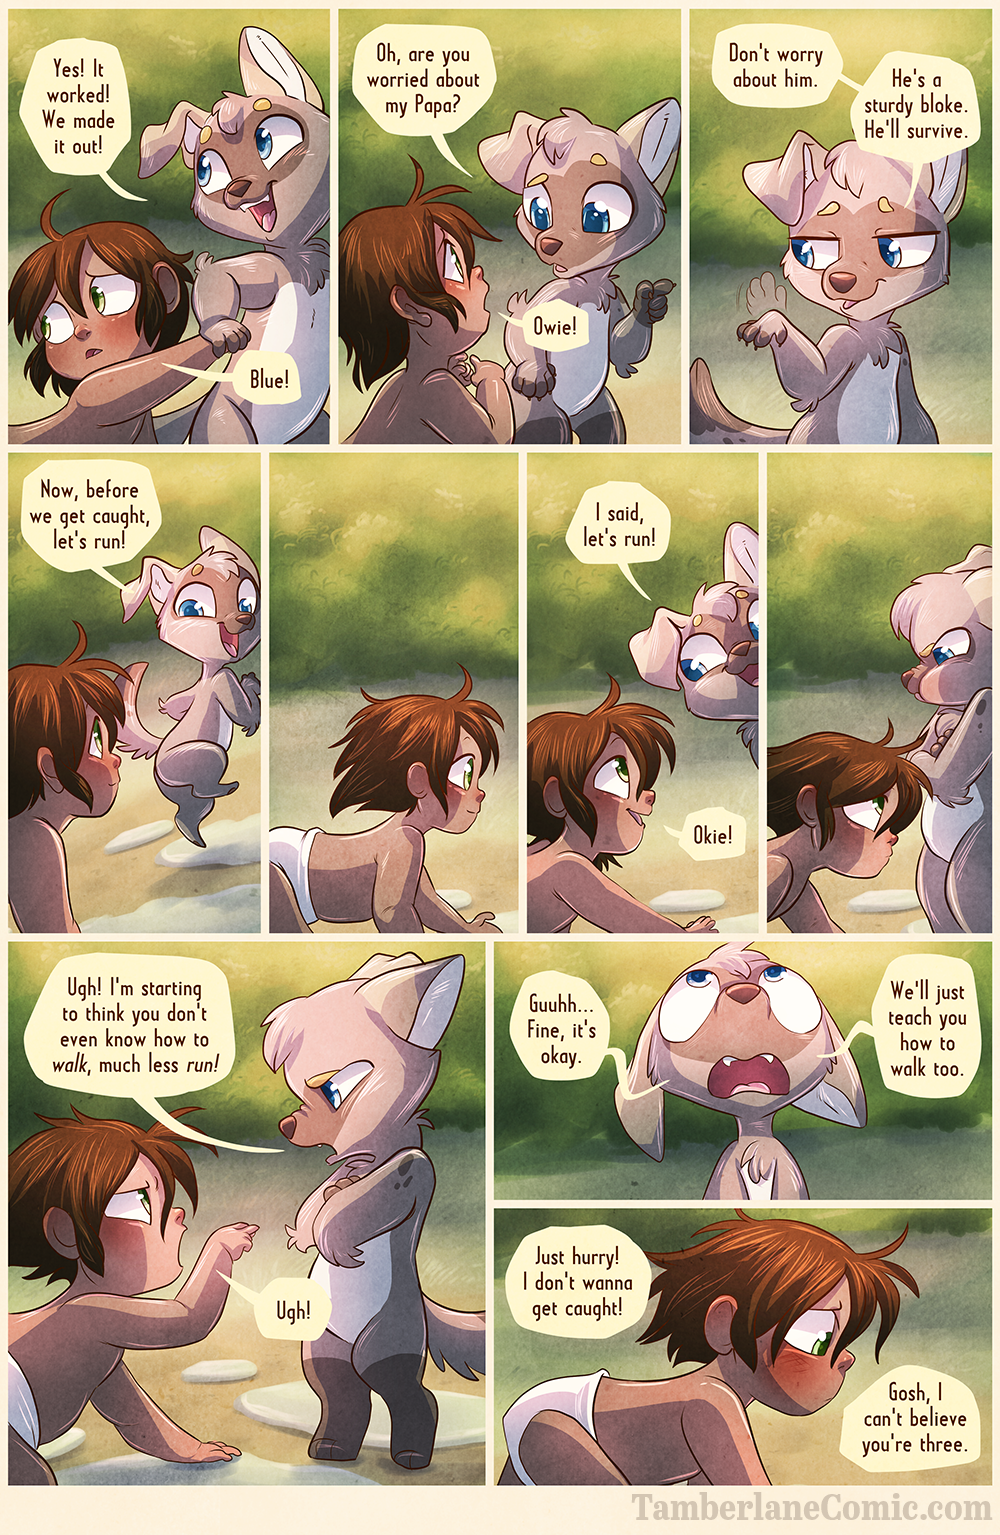 Yes! It
worked!
We made
it out!
Blue!
Oh, are you
worried about
my Papa?
Owie!
Don't worry
about him.
He's a
sturdy bloke.
He'll survive.
Now, before
we get caught,
let's run!
I said,
let's run!
Okie!
Ugh! I'm starting
to think you don't
even know how to
walk, much less run!
Ugh!
Guuhh...
Fine, it's
okay.
We'll just
teach you
how to
walk too.
Just hurry!
I don't wanna
get caught!
Gosh, I
can't believe
you're three.
TamberlaneComic.com